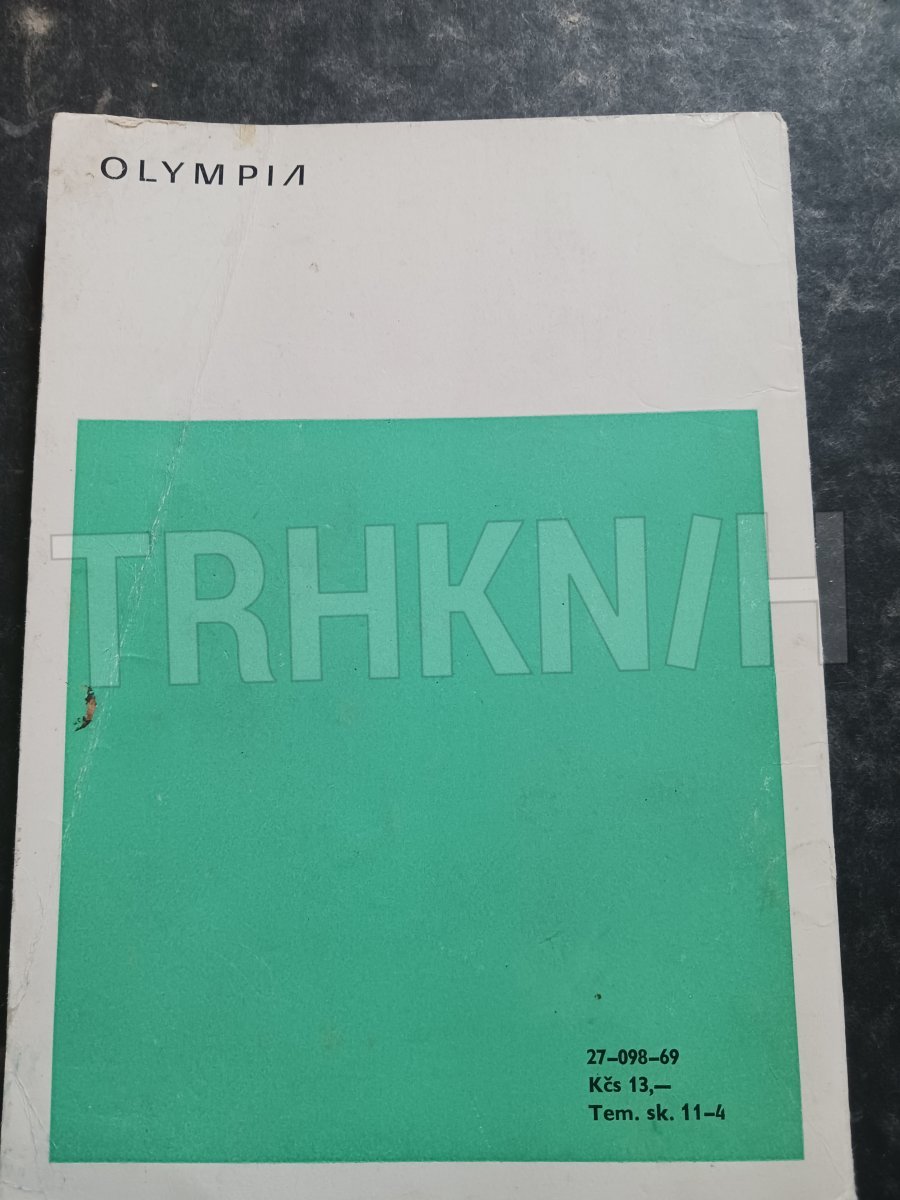 OLYMPIA
TRHKNIH
27–098–69
Kčs 13,—
Tem. sk. 11–4